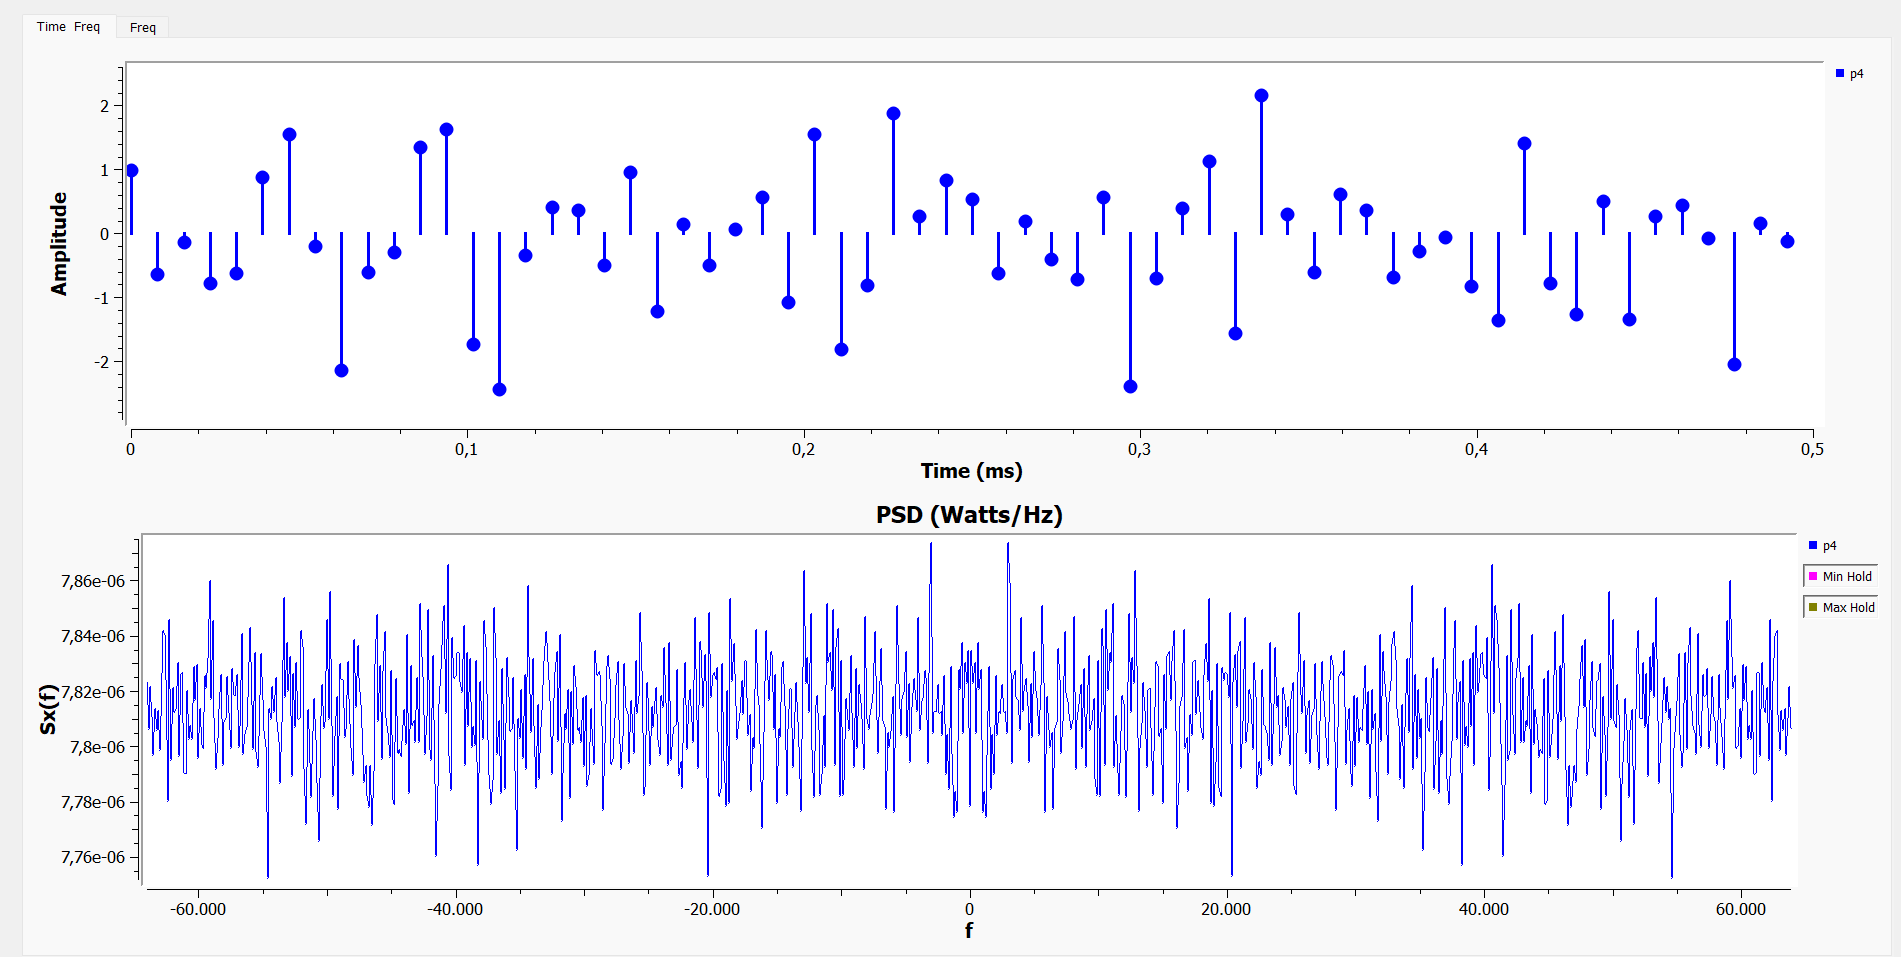 Time Freq
Freq
p4
Amplitude
2
1
0
-1
-2
0
0,1
0,2
0,3
0,4
0,5
Time (ms)
PSD (Watts/Hz)
p4
Min Hold
Max Hold
Sx(f)
7,86e-06
7,84e-06
7,82e-06
7,8e-06
7,78e-06
7,76e-06
-60.000
-40.000
-20.000
0
20.000
40.000
60.000
f